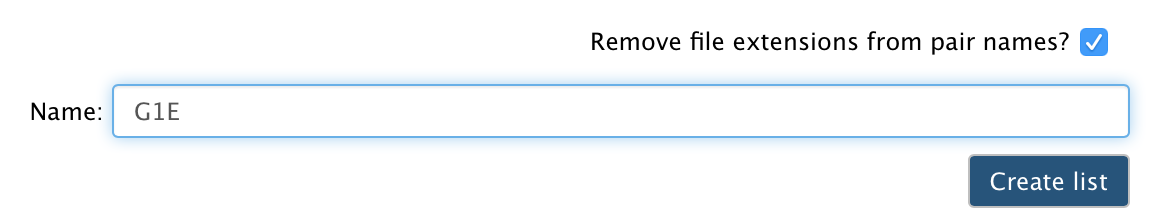 Remove file extensions from pair names?
Name: G1E
Create list